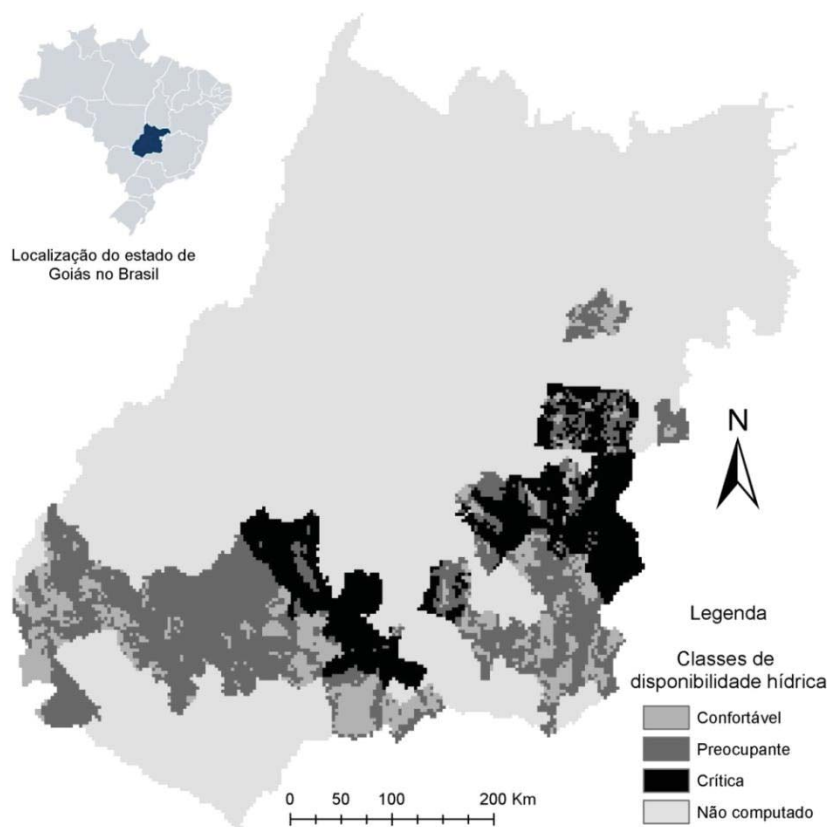 Localização do estado de
Goiás no Brasil
N
Legenda
Classes de
disponibilidade hídrica
Confortável
Preocupante
Crítica
Não computado
0 50 100 200 Km